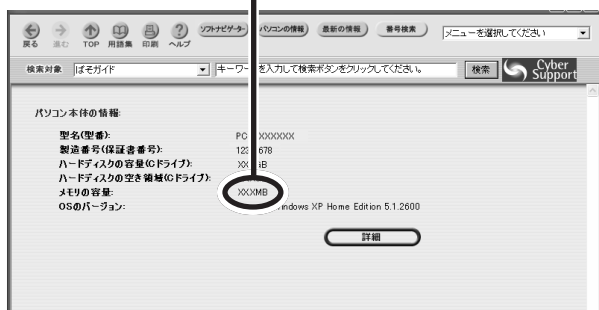 戻る 進む TOP 用語集 印刷 ヘルプ ソフトナビゲーター パソコンの情報 最新の情報 番号検索 メニューを選択してください
検索対象 ぱそガイド キーワードを入力して検索ボタンをクリックしてください。 検索 Cyber Support
パソコン本体の情報:
型名(型番): PC XXXXXX
製造番号(保証書番号): 123 678
ハードディスクの容量(Cドライブ): XX GB
ハードディスクの空き領域(Cドライブ):
メモリの容量: XXXMB
OSのバージョン: indows XP Home Edition 5.1.2600
詳細